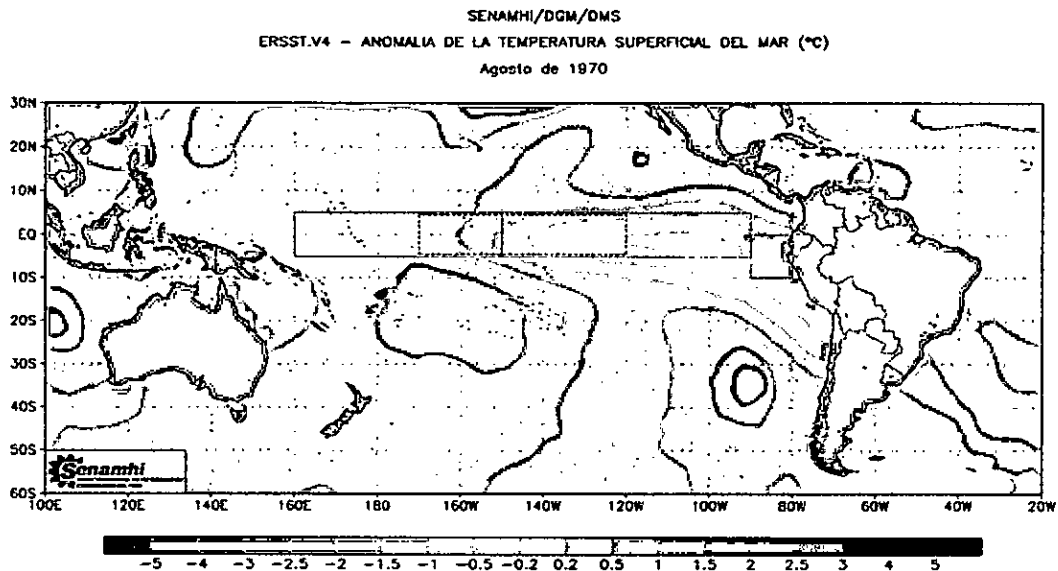 SENAMHI/DGM/DMS
ERSST.V4 – ANOMALIA DE LA TEMPERATURA SUPERFICIAL DEL MAR (°C)
Agosto de 1970
30N
20N
10N
EQ
10S
20S
30S
40S
50S
60S
Senamhi
100E 120E 140E 160E 180 160W 140W 120W 100W 80W 60W 40W 20W
-5 -4 -3 -2.5 -2 -1.5 -1 -0.5 -0.2 0.2 0.5 1 1.5 2 2.5 3 4 5